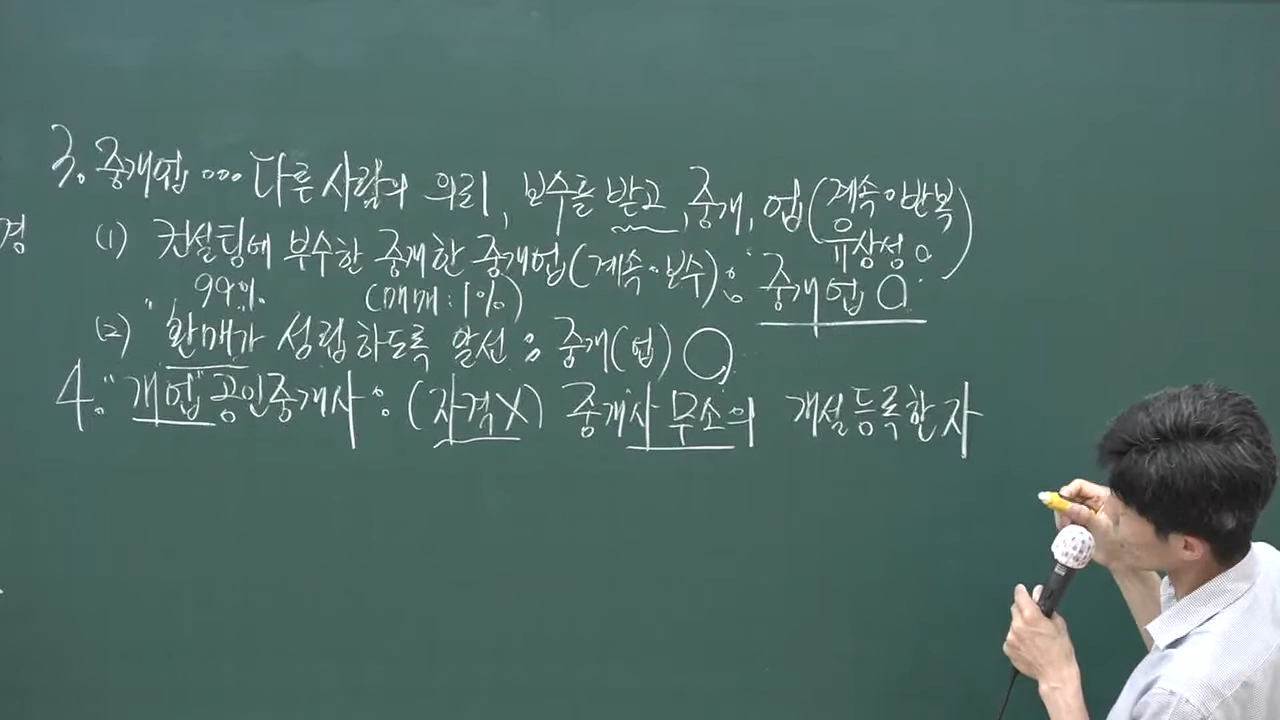 3. 중개업 ... 다른 사람의 의뢰, 보수를 받고, 중개, 업(계속·반복)
유상성 ○
경
(1) 컨설팅에 부수한 중개한 중개업(계속·보수) : 중개업 ○
99%. (매매:1%)
(2) "환매가 성립하도록 알선 : 중개(업) ○
4. "개업" 공인중개사 : (자격X) 중개사무소의 개설등록한 자